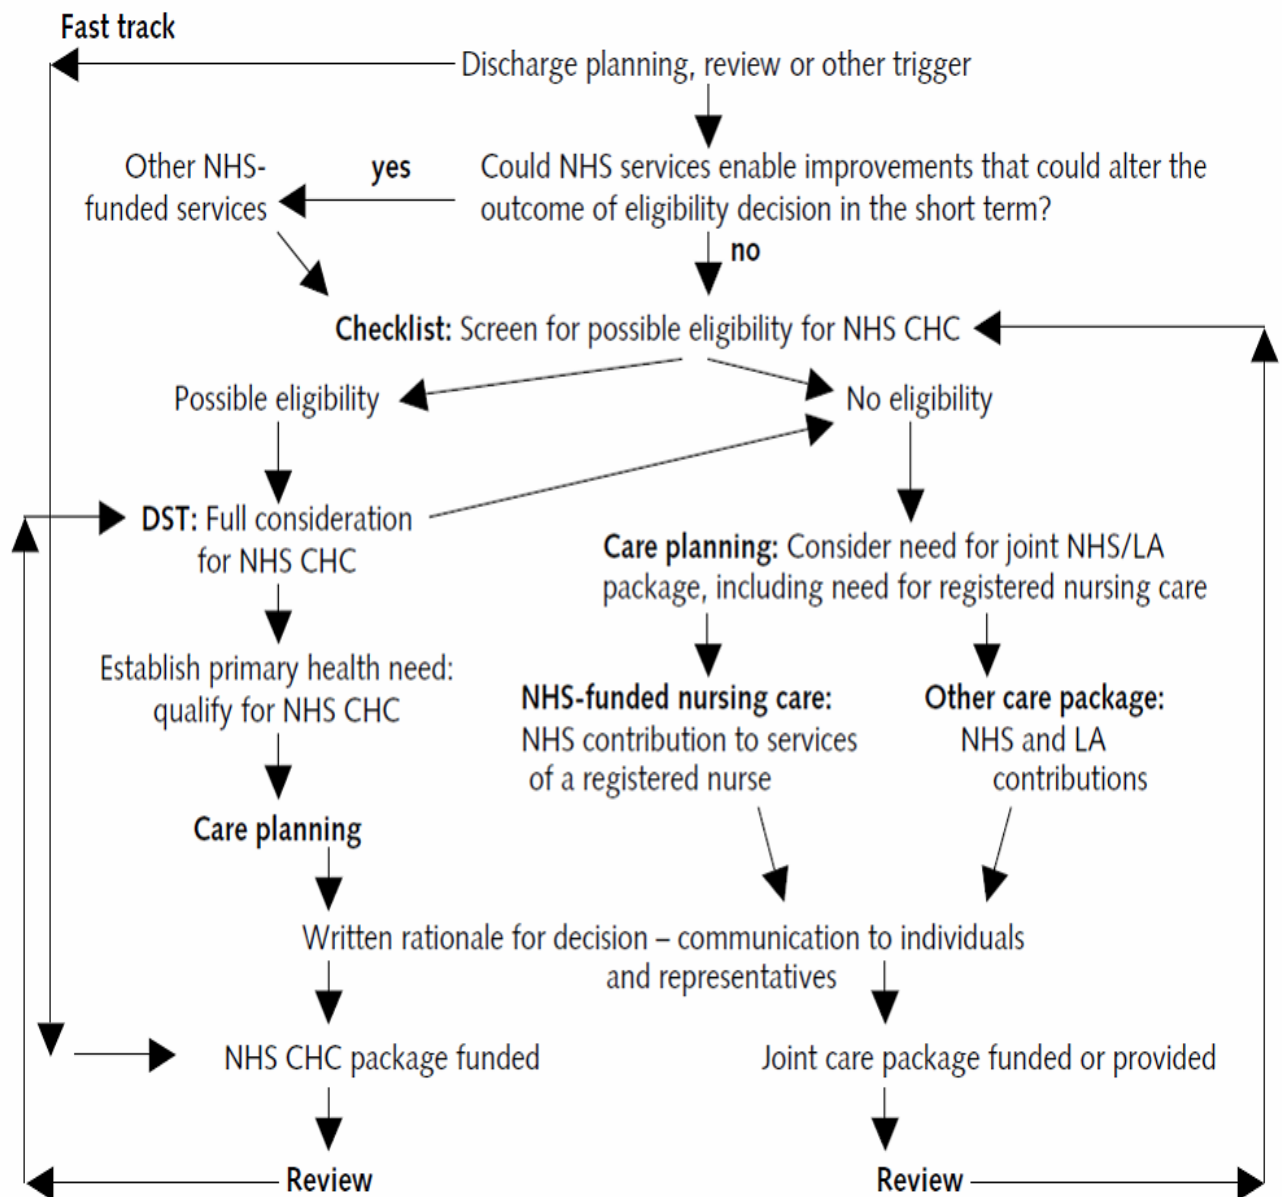 Fast track
Discharge planning, review or other trigger
Other NHS-
funded services
yes
Could NHS services enable improvements that could alter the
outcome of eligibility decision in the short term?
no
Checklist: Screen for possible eligibility for NHS CHC
Possible eligibility
No eligibility
DST: Full consideration
for NHS CHC
Care planning: Consider need for joint NHS/LA
package, including need for registered nursing care
Establish primary health need:
qualify for NHS CHC
NHS-funded nursing care:
NHS contribution to services
of a registered nurse
Other care package:
NHS and LA
contributions
Care planning
Written rationale for decision – communication to individuals
and representatives
NHS CHC package funded
Joint care package funded or provided
Review
Review